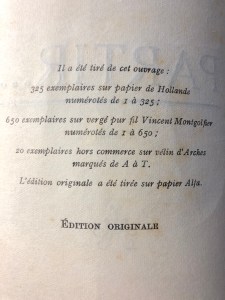 PARTIR...
Il a été tiré de cet ouvrage :
325 exemplaires sur papier de Hollande
numérotés de 1 à 325 ;
650 exemplaires sur vergé pur fil Vincent Montgolfier
numérotés de 1 à 650 ;
20 exemplaires hors commerce sur vélin d'Arches
marqués de A à T.
L'édition originale a été tirée sur papier Alfa.
ÉDITION ORIGINALE